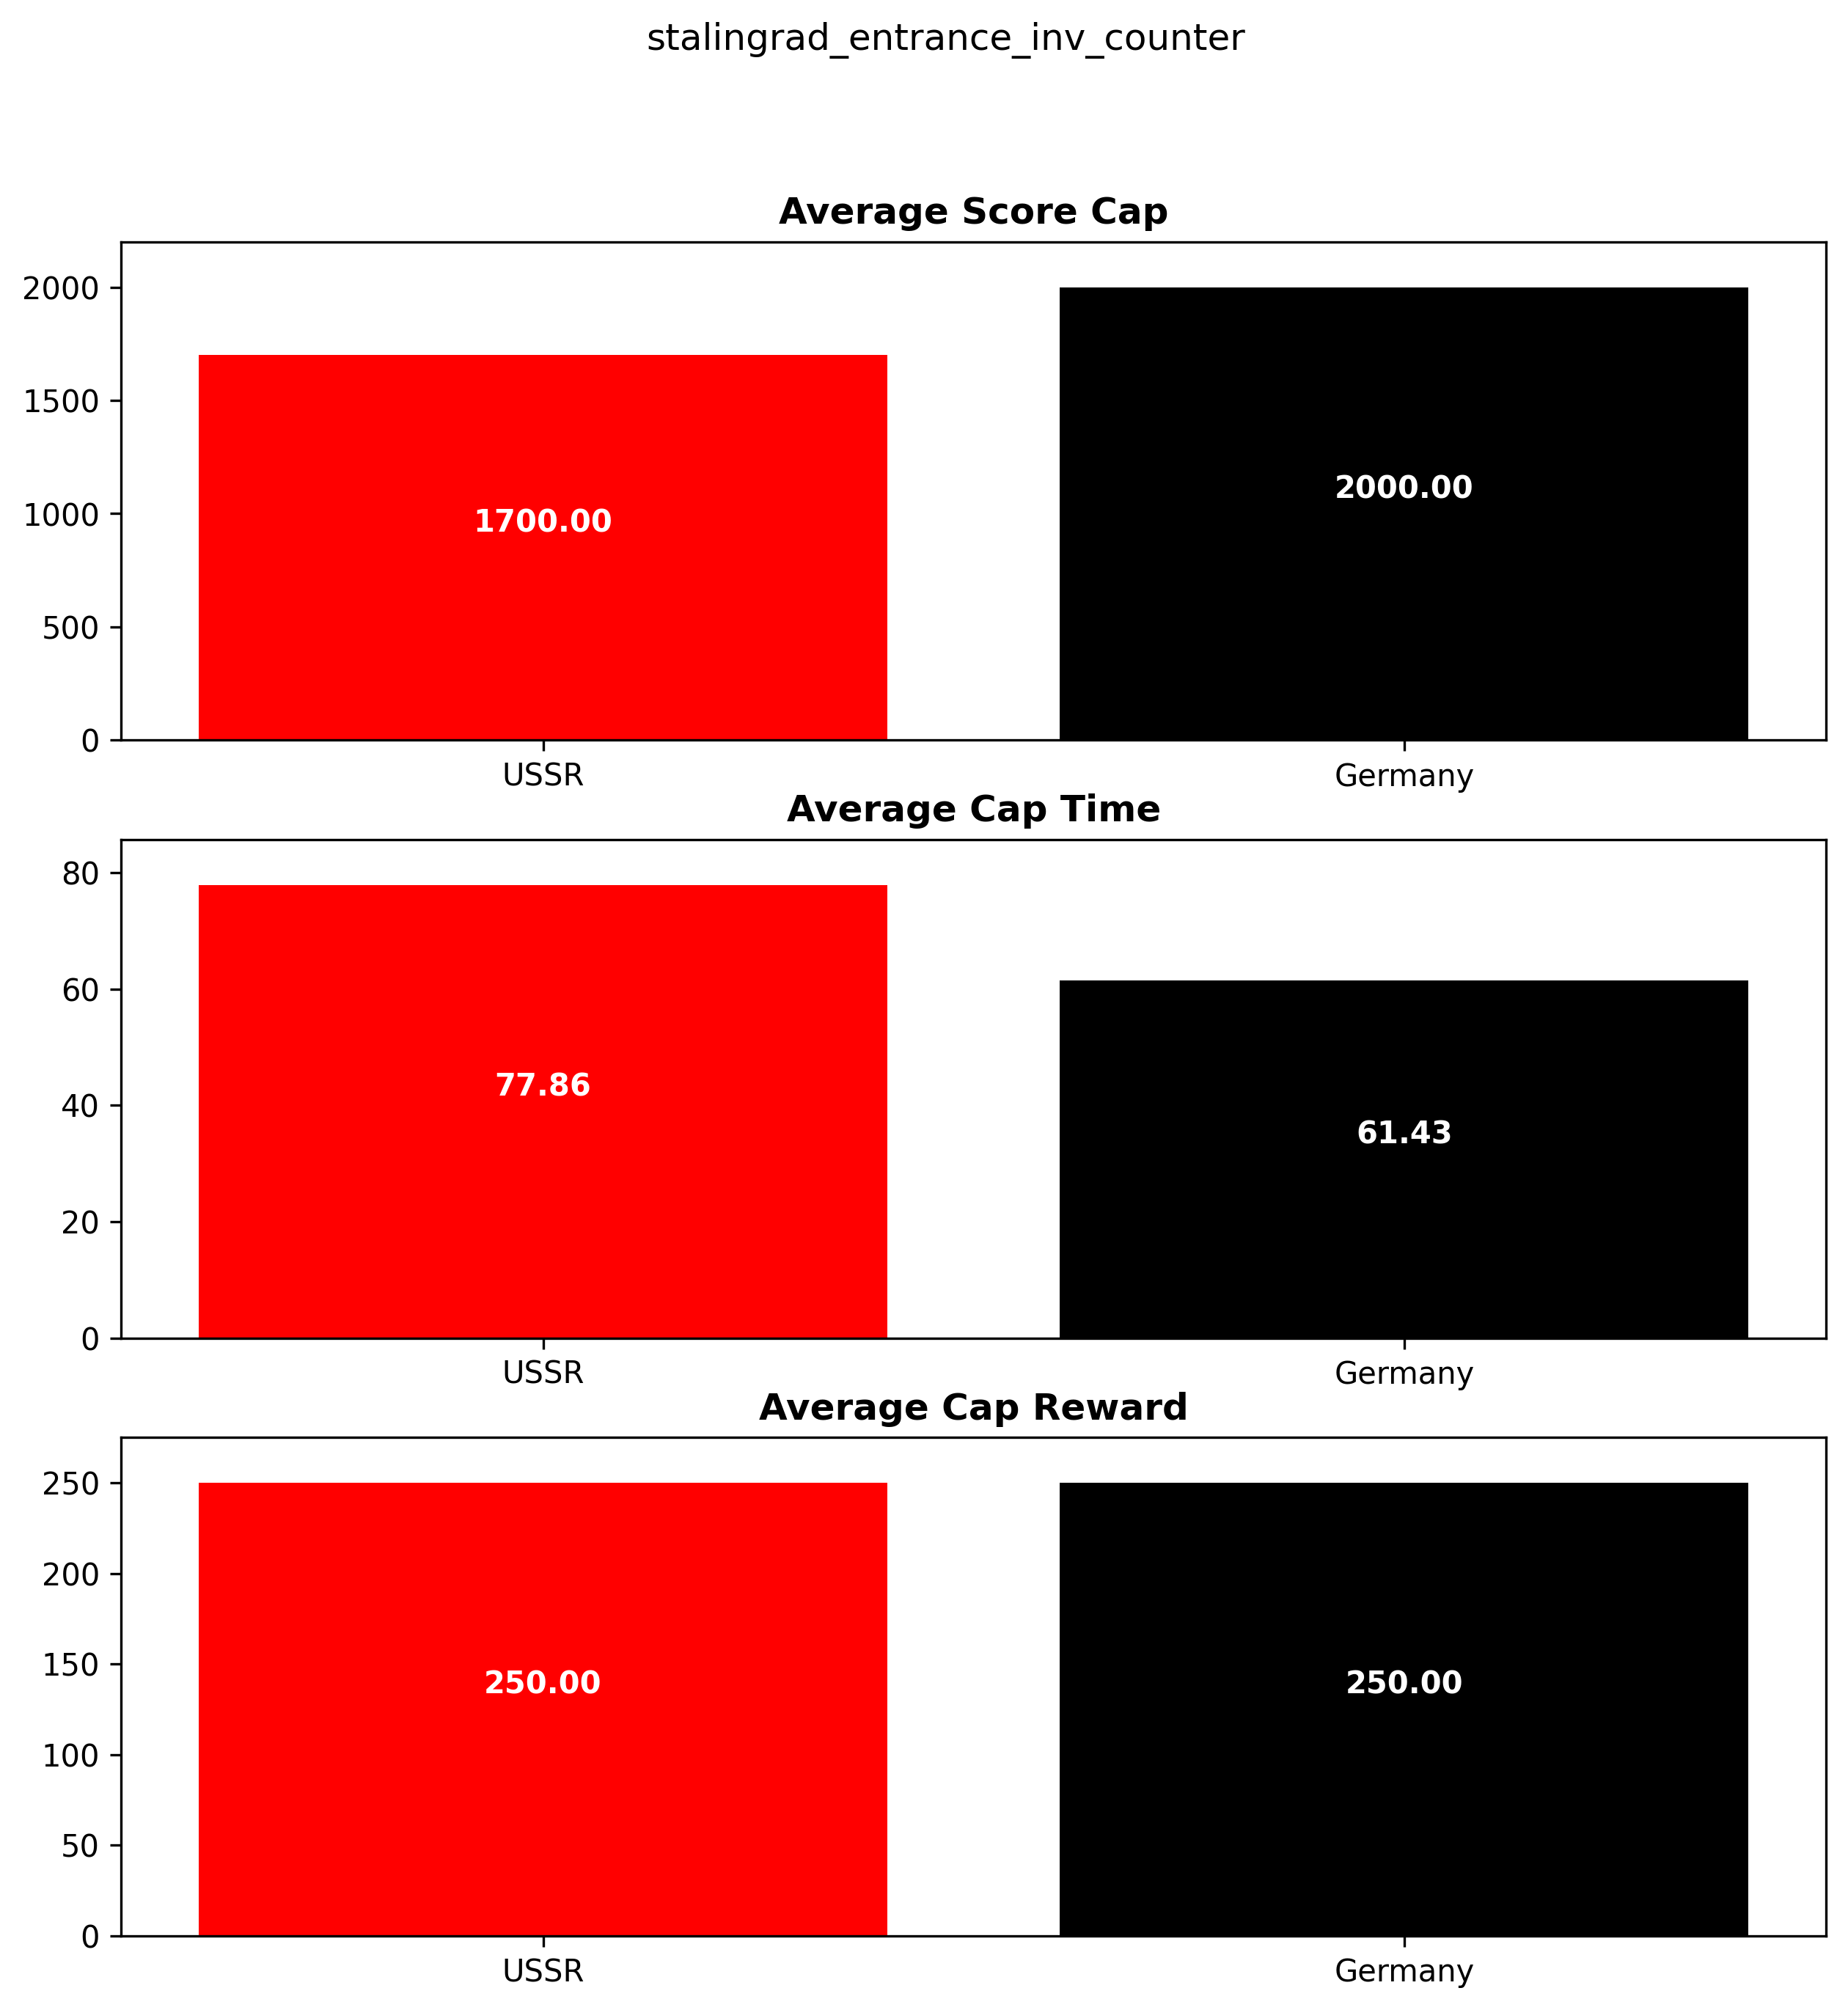 stalingrad_entrance_inv_counter
Average Score Cap
2000
1500
1000
500
0
1700.00
2000.00
USSR
Germany
Average Cap Time
80
60
40
20
0
77.86
61.43
USSR
Germany
Average Cap Reward
250
200
150
100
50
0
250.00
250.00
USSR
Germany